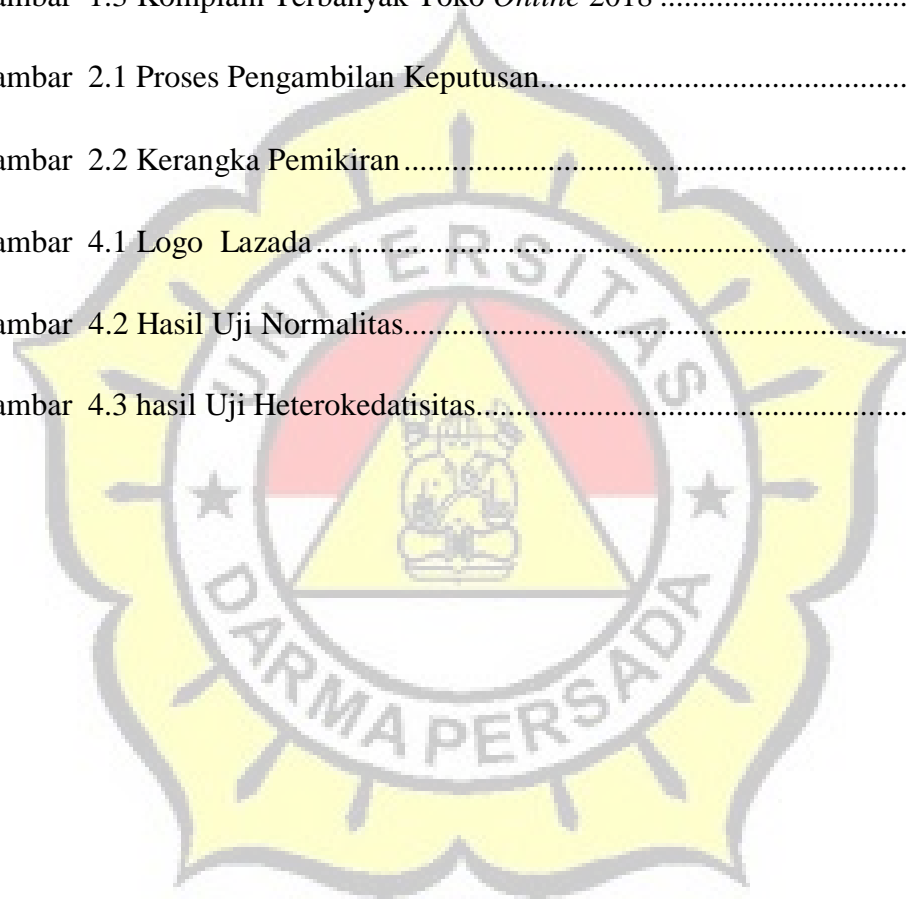 ambar 1.3 Komplain Terbanyak Toko Online 2018 ....................................
ambar 2.1 Proses Pengambilan Keputusan....................................................
ambar 2.2 Kerangka Pemikiran......................................................................
ambar 4.1 Logo Lazada.................................................................................
ambar 4.2 Hasil Uji Normalitas.....................................................................
ambar 4.3 hasil Uji Heterokedatisitas............................................................
UNIVERSITAS
DARMA PERSADA